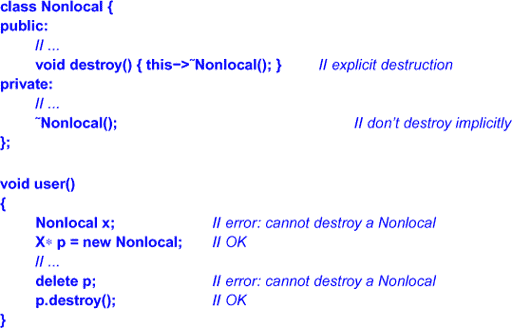 class Nonlocal {
public:
// ...
void destroy() { this−>˜Nonlocal(); } // explicit destruction
private:
// ...
˜Nonlocal(); // don’t destroy implicitly
};
void user()
{
Nonlocal x; // error: cannot destroy a Nonlocal
X∗ p = new Nonlocal; // OK
// ...
delete p; // error: cannot destroy a Nonlocal
p.destroy(); // OK
}